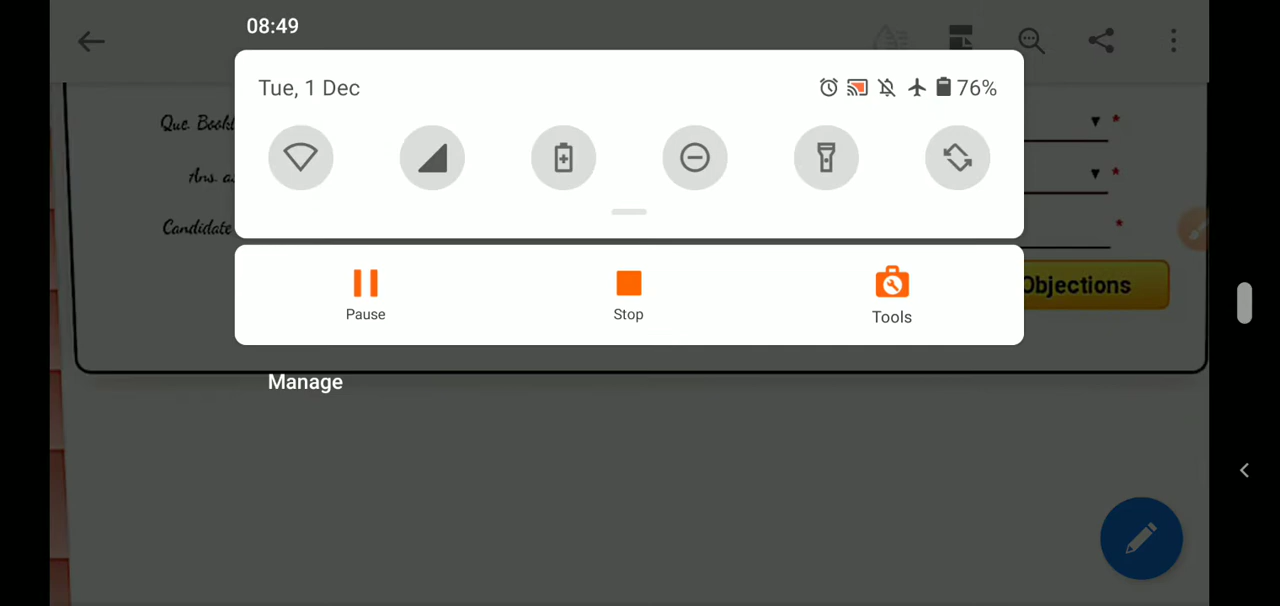 08:49
Tue, 1 Dec
76%
Que. Bookl
Ans. a
Candidate
▼ *
▼ *
*
Objections
Pause
Stop
Tools
Manage